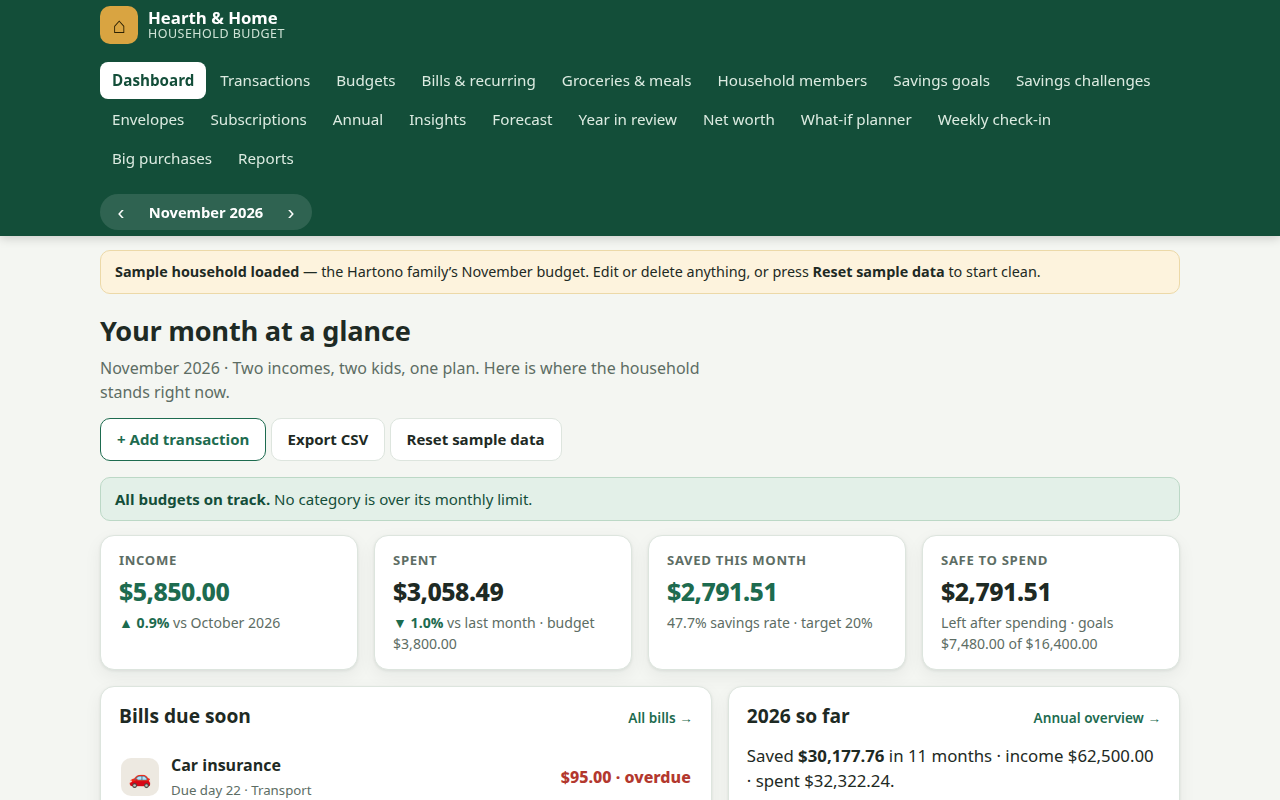 Hearth & Home
HOUSEHOLD BUDGET
Dashboard Transactions Budgets Bills & recurring Groceries & meals Household members Savings goals Savings challenges
Envelopes Subscriptions Annual Insights Forecast Year in review Net worth What-if planner Weekly check-in
Big purchases Reports
‹ November 2026 ›
Sample household loaded — the Hartono family’s November budget. Edit or delete anything, or press Reset sample data to start clean.
Your month at a glance
November 2026 · Two incomes, two kids, one plan. Here is where the household
stands right now.
+ Add transaction Export CSV Reset sample data
All budgets on track. No category is over its monthly limit.
INCOME
$5,850.00
▲ 0.9% vs October 2026
SPENT
$3,058.49
▼ 1.0% vs last month · budget
$3,800.00
SAVED THIS MONTH
$2,791.51
47.7% savings rate · target 20%
SAFE TO SPEND
$2,791.51
Left after spending · goals
$7,480.00 of $16,400.00
Bills due soon All bills →
Car insurance
Due day 22 · Transport
$95.00 · overdue
2026 so far Annual overview →
Saved $30,177.76 in 11 months · income $62,500.00
· spent $32,322.24.